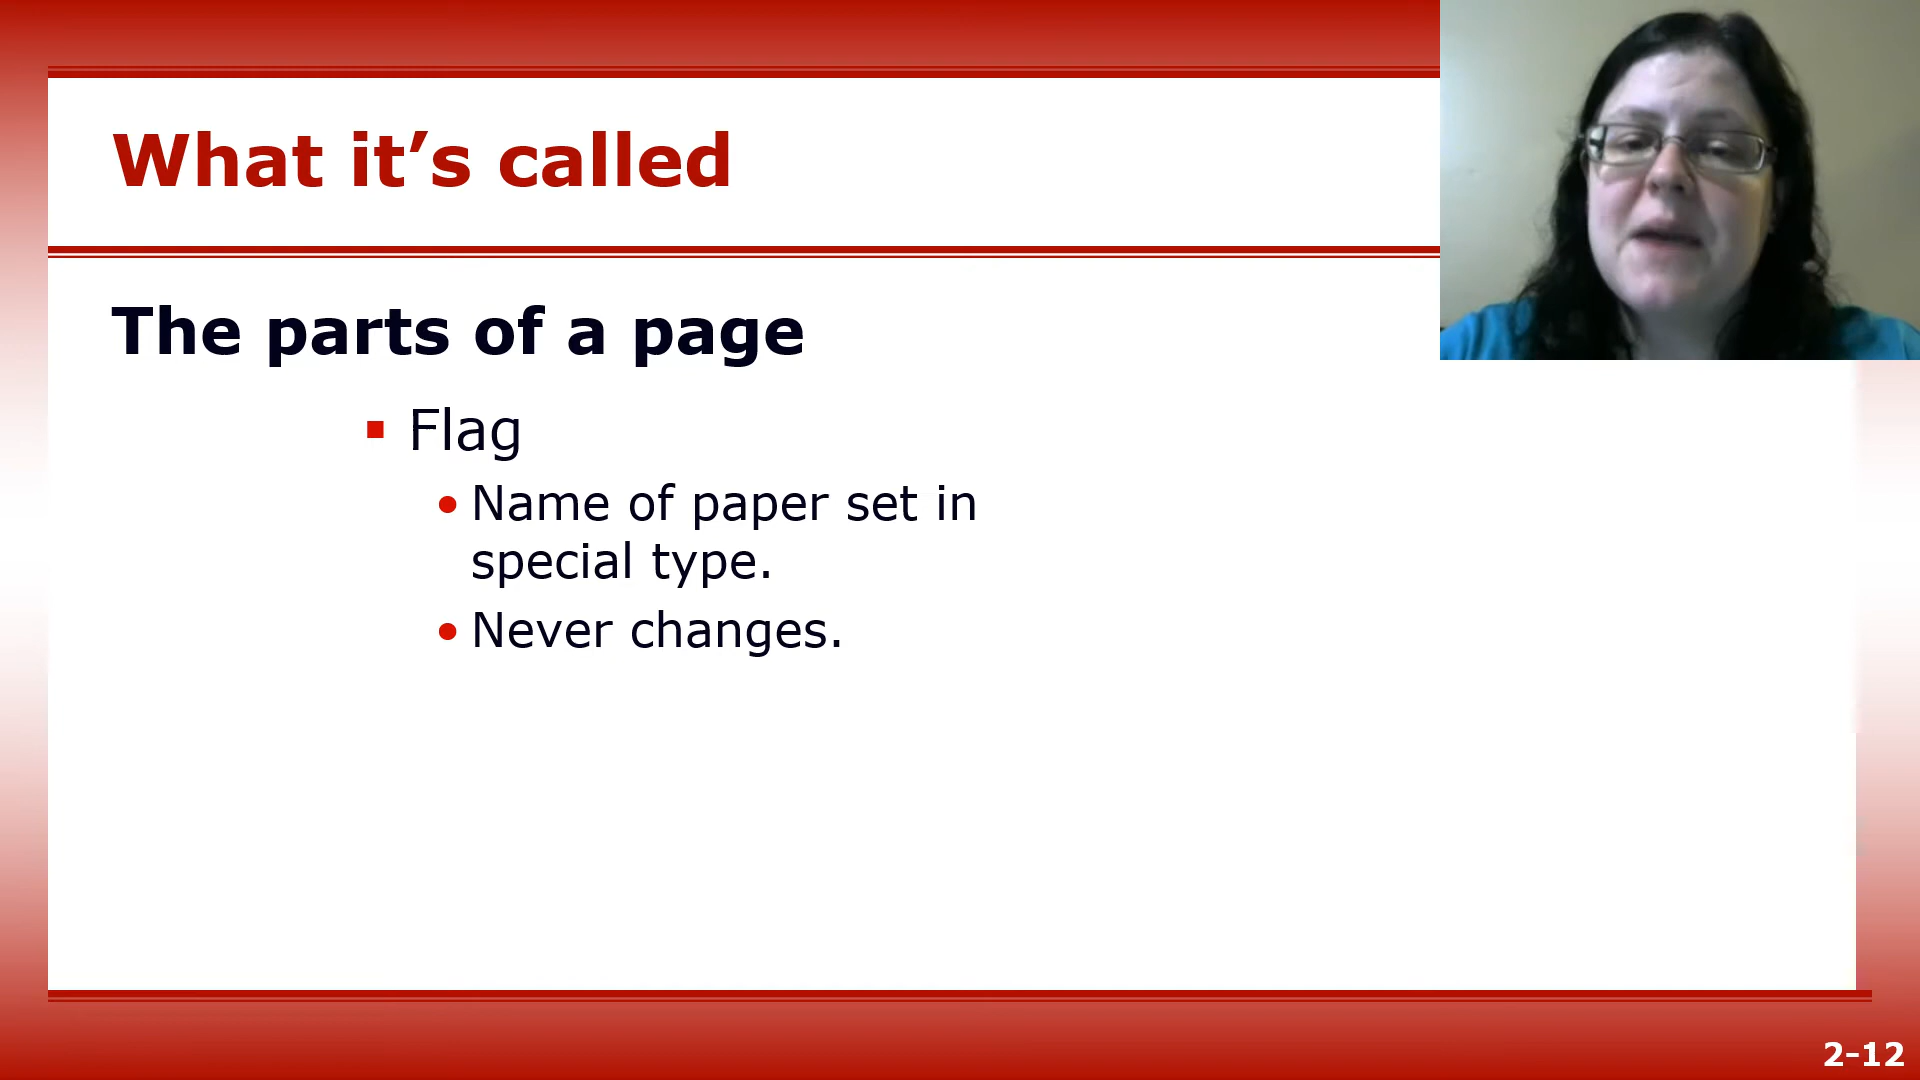 What it’s called
The parts of a page
Flag
Name of paper set in
special type.
Never changes.
2-12